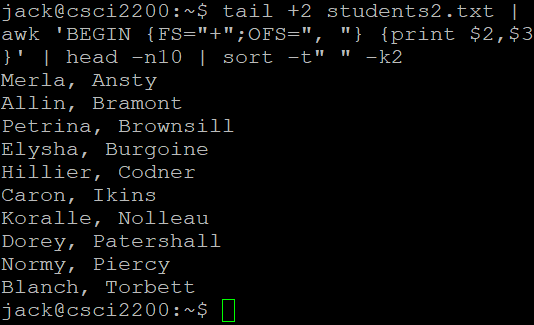 jack@csci2200:~$ tail +2 students2.txt |
awk 'BEGIN {FS="+";OFS=", "} {print $2,$3
}' | head -n10 | sort -t" " -k2
Merla, Ansty
Allin, Bramont
Petrina, Brownsill
Elysha, Burgoine
Hillier, Codner
Caron, Ikins
Koralle, Nolleau
Dorey, Patershall
Normy, Piercy
Blanch, Torbett
jack@csci2200:~$